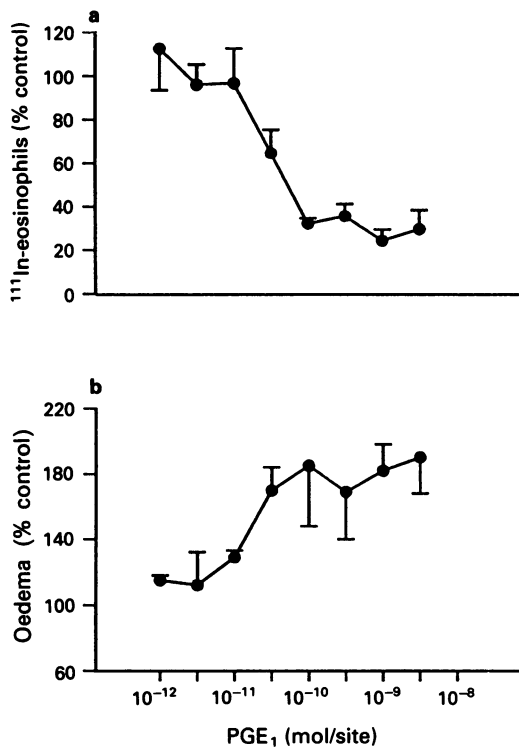 a
120
100
80
60
40
20
0
¹¹¹In-eosinophils (% control)
b
220
180
140
100
60
Oedema (% control)
10⁻¹² 10⁻¹¹ 10⁻¹⁰ 10⁻⁹ 10⁻⁸
PGE₁ (mol/site)